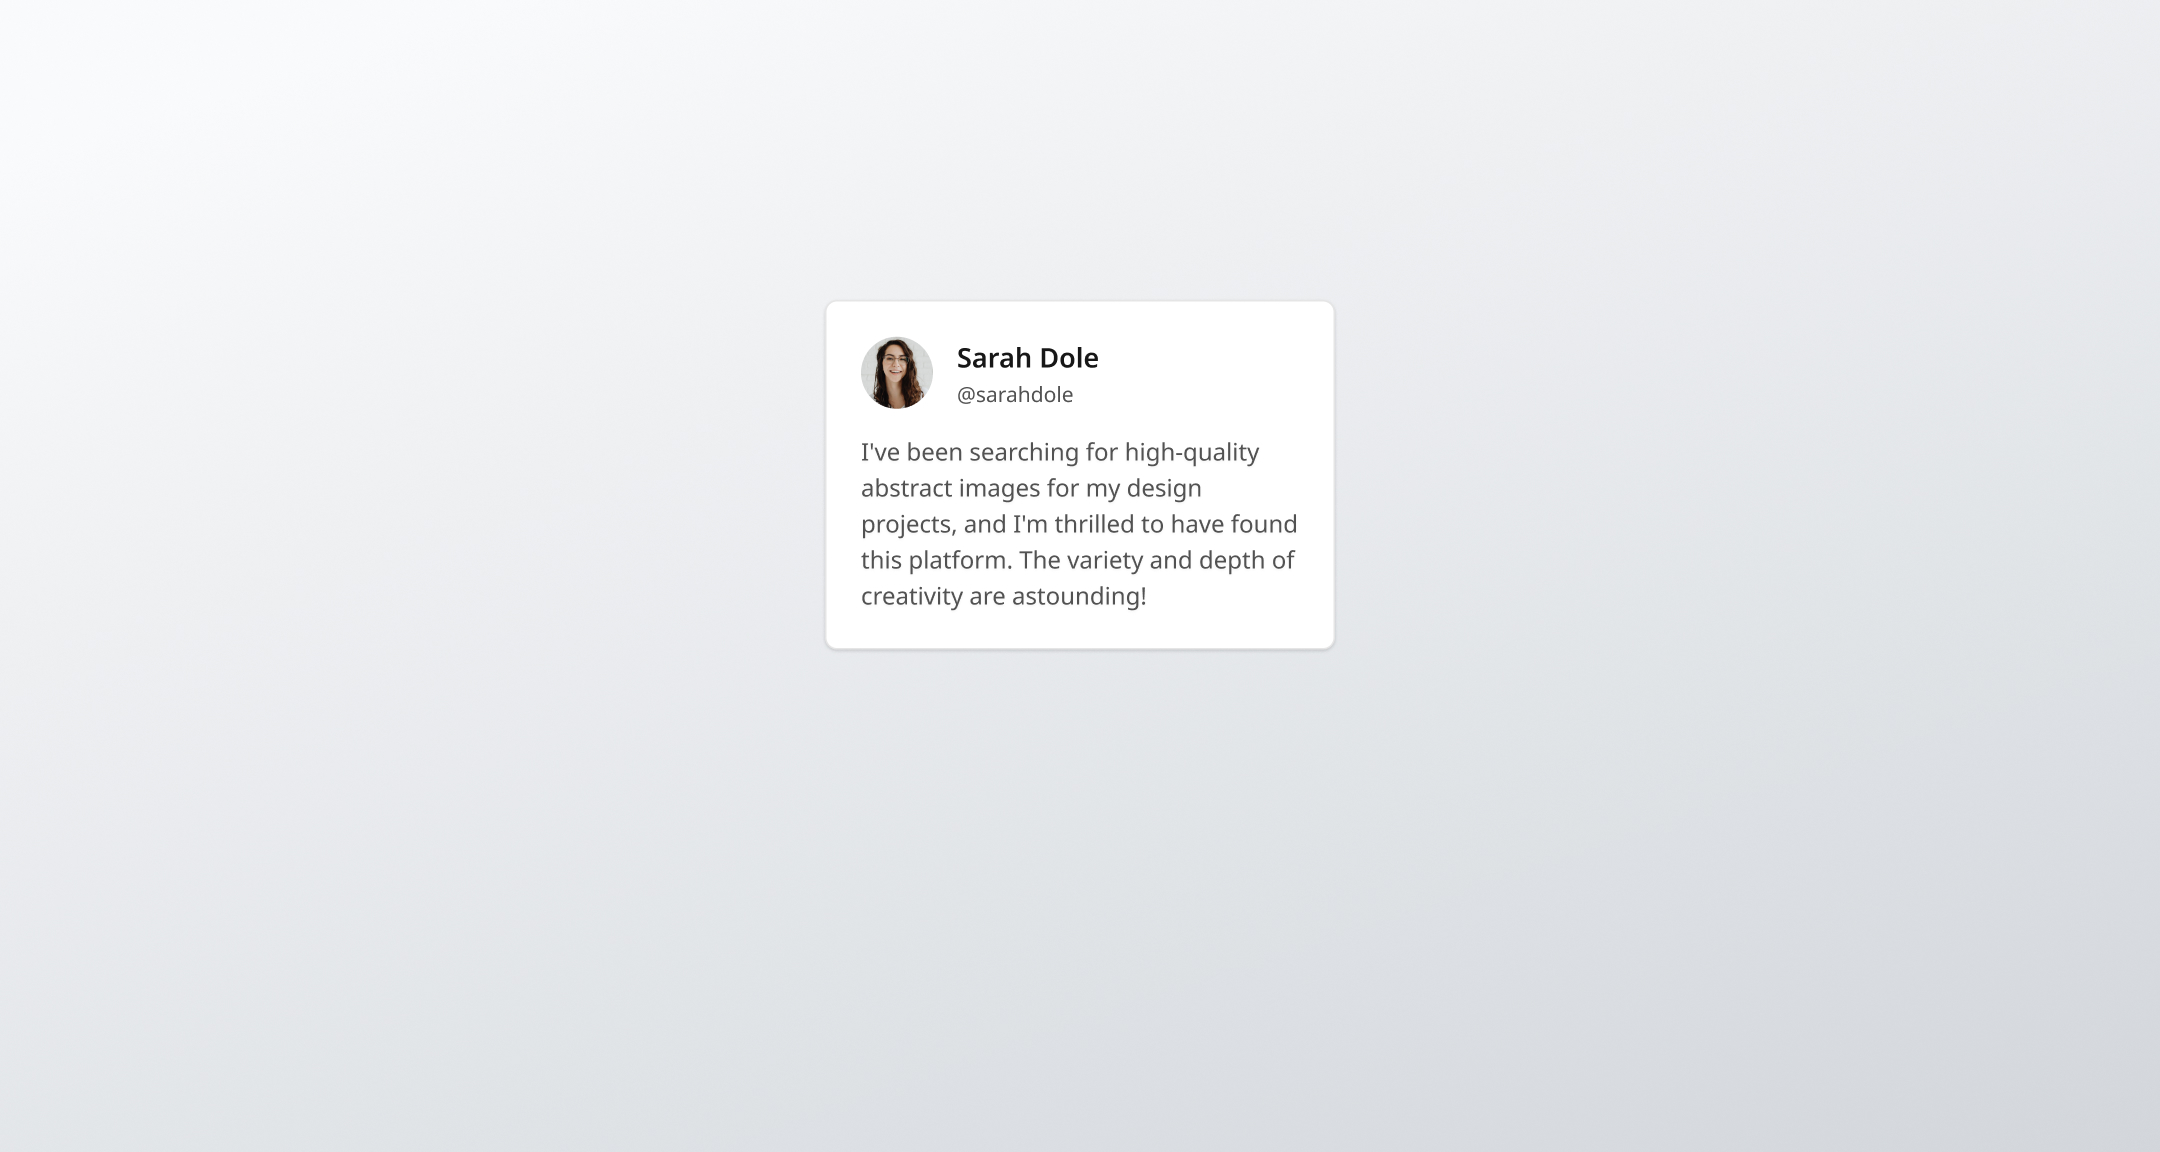 Sarah Dole
@sarahdole
I've been searching for high-quality
abstract images for my design
projects, and I'm thrilled to have found
this platform. The variety and depth of
creativity are astounding!